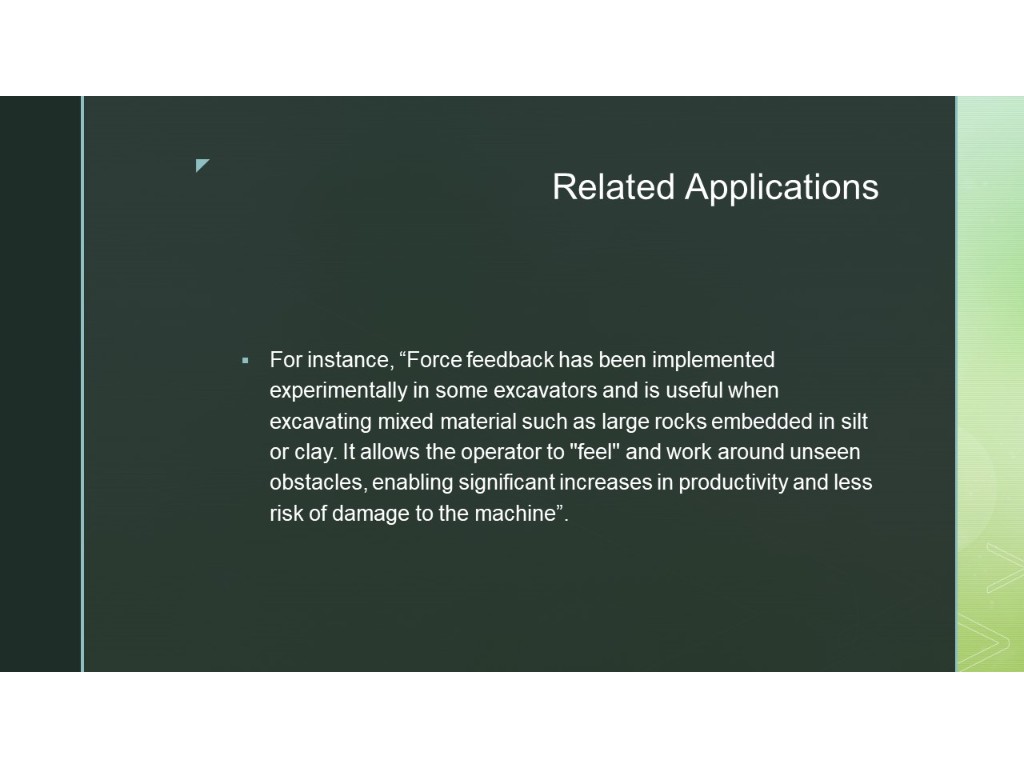 Related Applications
For instance, “Force feedback has been implemented
experimentally in some excavators and is useful when
excavating mixed material such as large rocks embedded in silt
or clay. It allows the operator to "feel" and work around unseen
obstacles, enabling significant increases in productivity and less
risk of damage to the machine”.